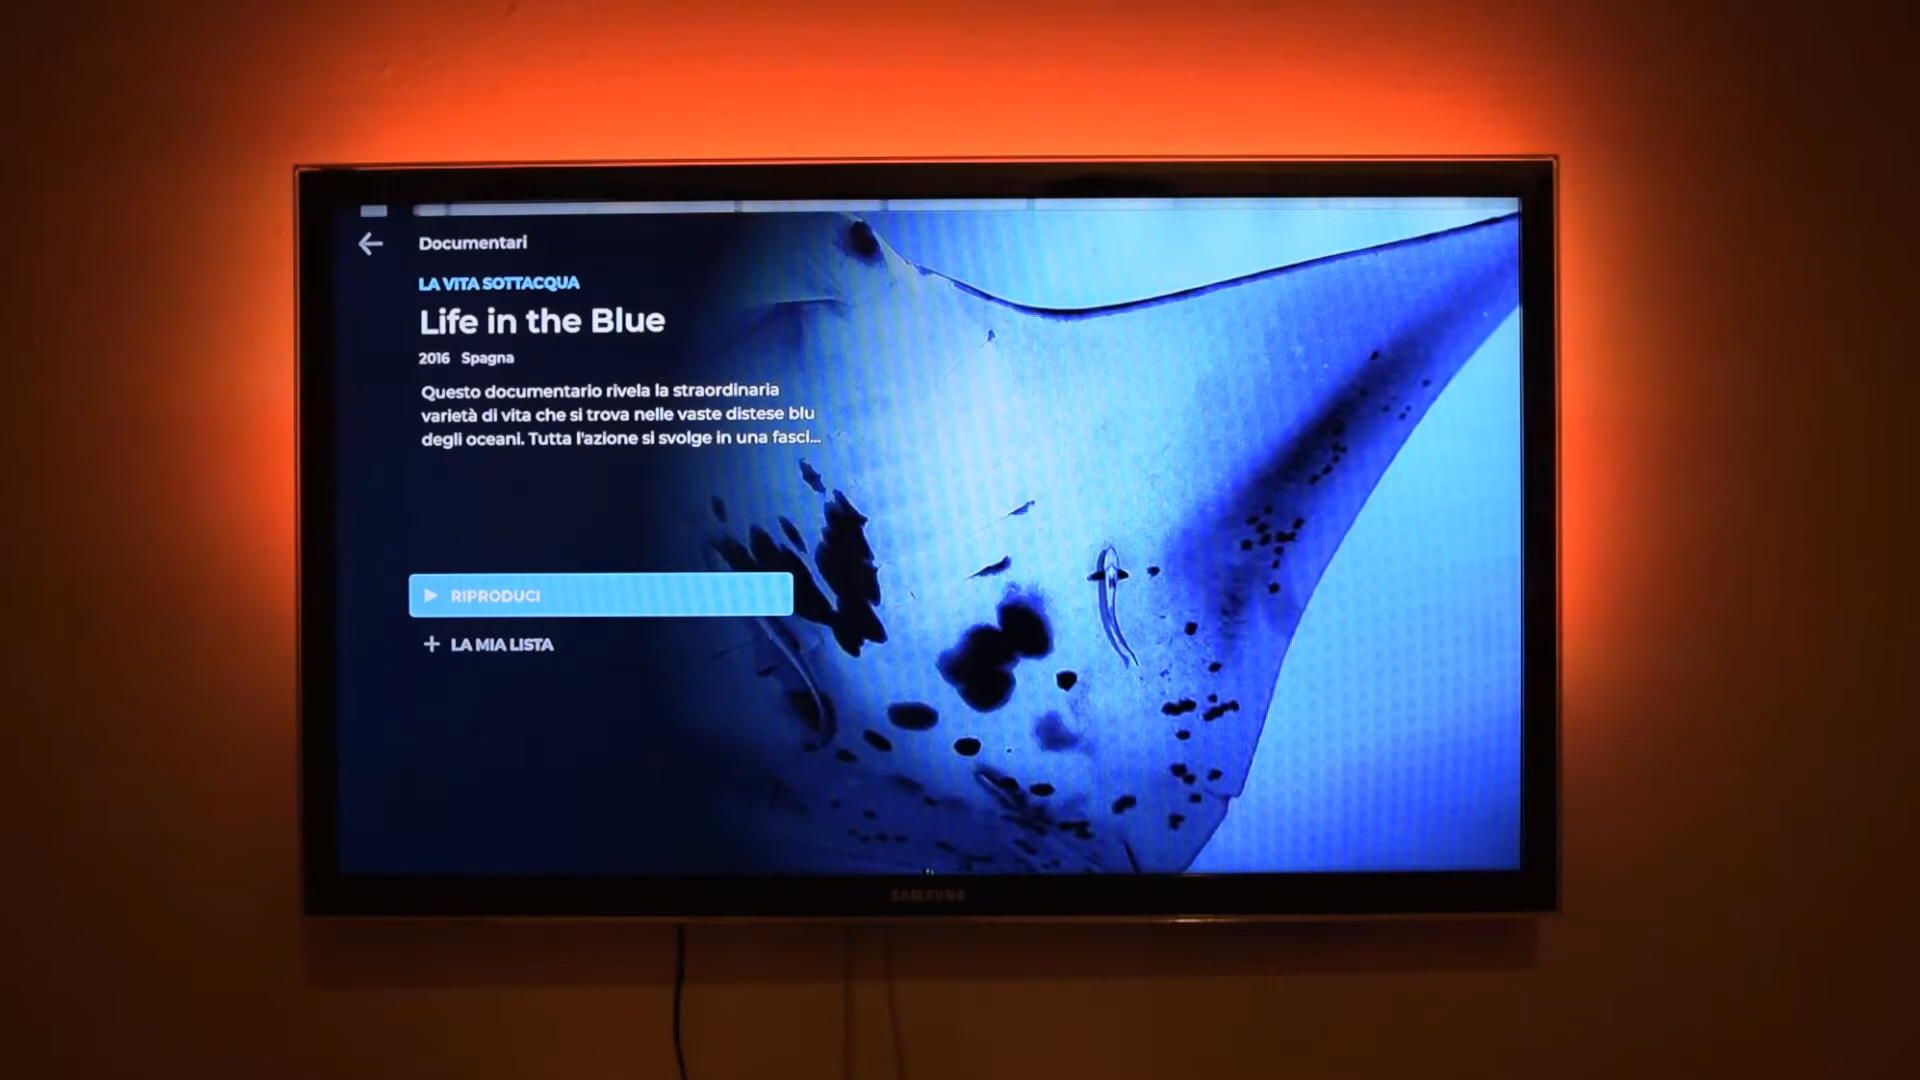 Documentari
LA VITA SOTTACQUA
Life in the Blue
2016 Spagna
Questo documentario rivela la straordinaria
varietà di vita che si trova nelle vaste distese blu
degli oceani. Tutta l'azione si svolge in una fasci...
RIPRODUCI
+ LA MIA LISTA
SAMSUNG